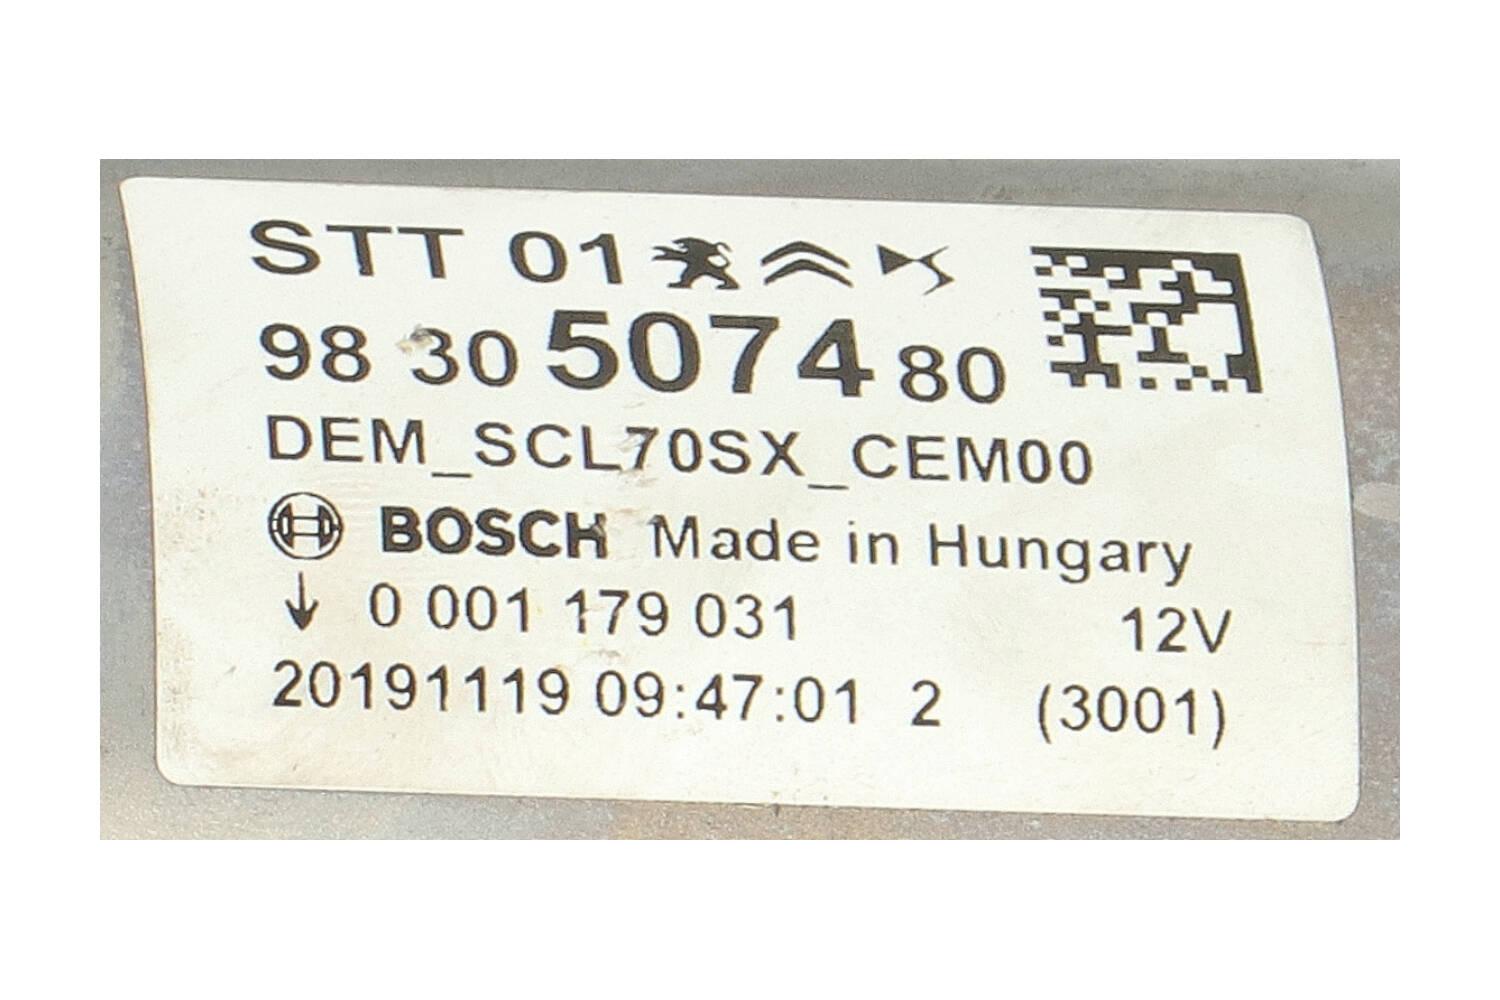 STT 01
98 30 5074 80
DEM_SCL70SX_CEM00
BOSCH Made in Hungary
↓ 0 001 179 031 12V
20191119 09:47:01 2 (3001)